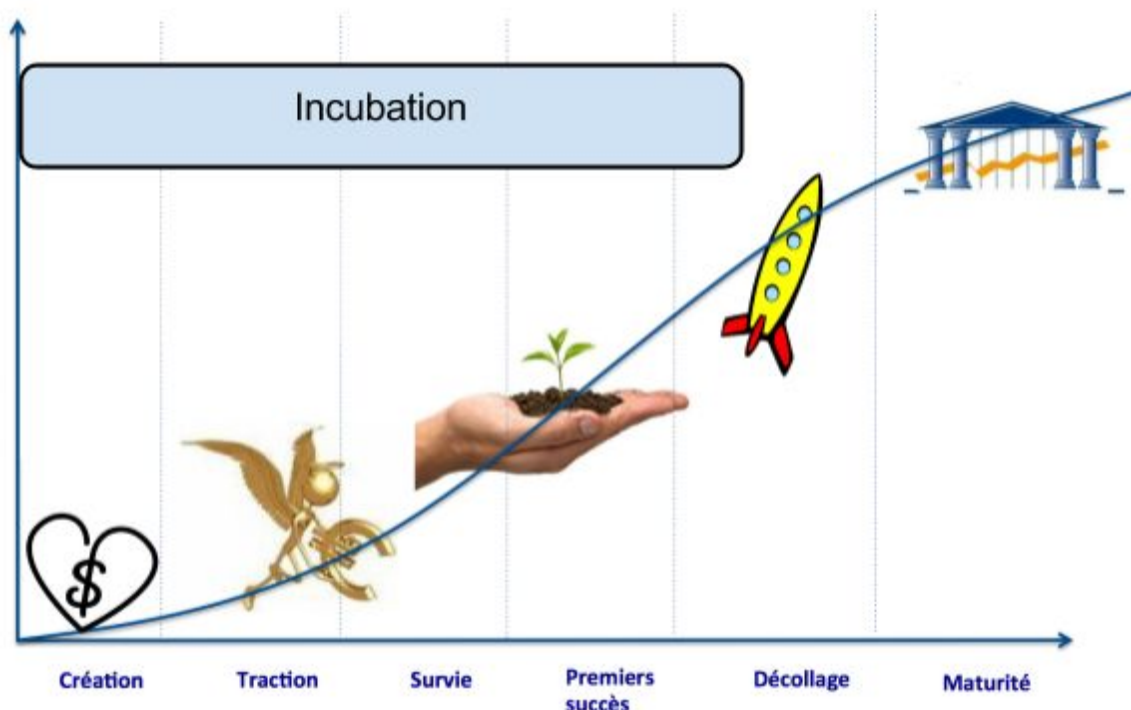 Incubation
$
Création
Traction
Survie
Premiers
succès
Décollage
Maturité